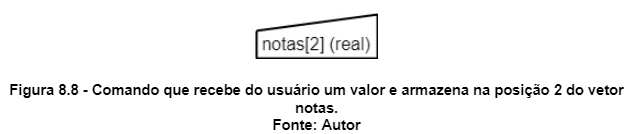 notas[2] (real)
Figura 8.8 - Comando que recebe do usuário um valor e armazena na posição 2 do vetor
notas.
Fonte: Autor